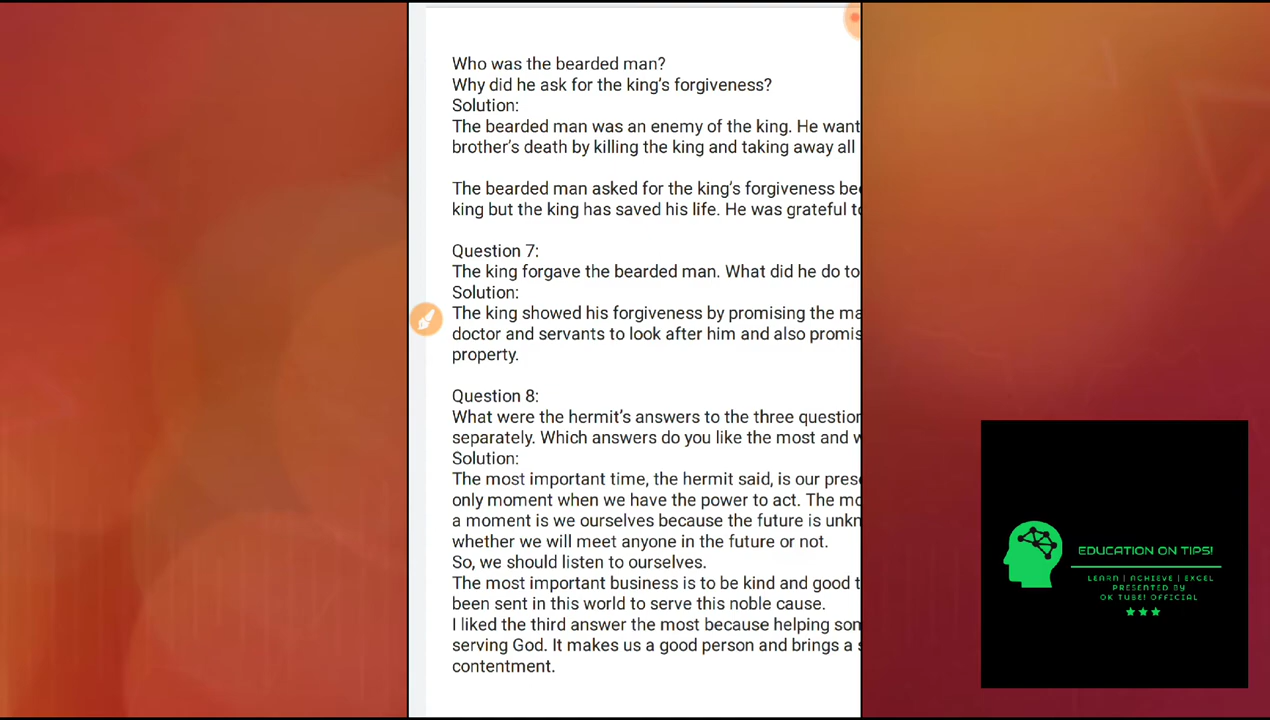 Who was the bearded man?
Why did he ask for the king's forgiveness?
Solution:
The bearded man was an enemy of the king. He want
brother's death by killing the king and taking away all
The bearded man asked for the king's forgiveness be
king but the king has saved his life. He was grateful to
Question 7:
The king forgave the bearded man. What did he do to
Solution:
The king showed his forgiveness by promising the ma
doctor and servants to look after him and also promis
property.
Question 8:
What were the hermit's answers to the three question
separately. Which answers do you like the most and w
Solution:
The most important time, the hermit said, is our pres
only moment when we have the power to act. The mo
a moment is we ourselves because the future is unkn
whether we will meet anyone in the future or not.
So, we should listen to ourselves.
The most important business is to be kind and good t
been sent in this world to serve this noble cause.
I liked the third answer the most because helping som
serving God. It makes us a good person and brings a s
contentment.
EDUCATION ON TIPS!
LEARN | ACHIEVE | EXCEL
PRESENTED BY
OK TUBE! OFFICIAL